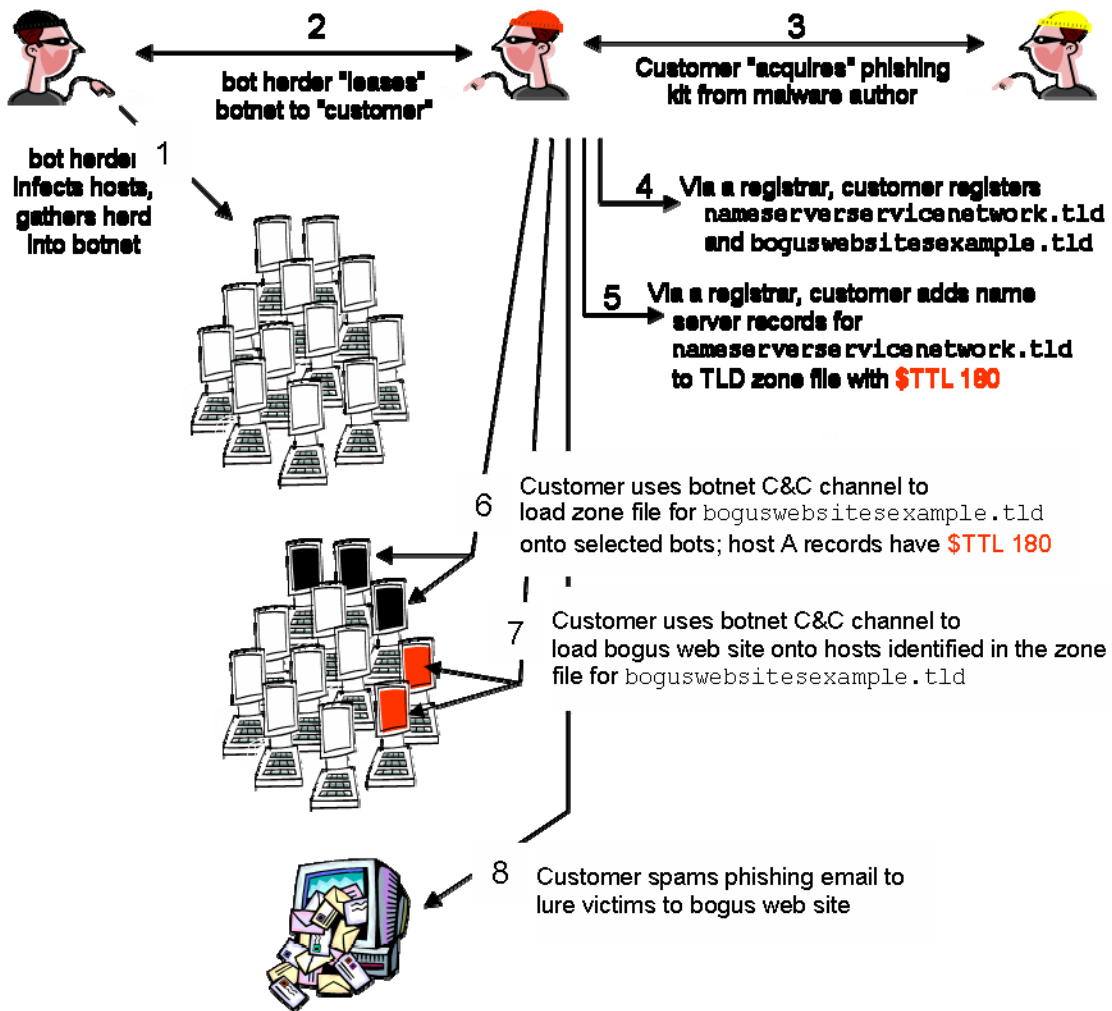 2
bot herder "leases"
botnet to "customer"
3
Customer "acquires" phishing
kit from malware author
1
bot herder
infects hosts,
gathers herd
into botnet
4
Via a registrar, customer registers
nameserverservicenetwork.tld
and boguswebsitesexample.tld
5
Via a registrar, customer adds name
server records for
nameserverservicenetwork.tld
to TLD zone file with $TTL 180
6
Customer uses botnet C&C channel to
load zone file for boguswebsitesexample.tld
onto selected bots; host A records have $TTL 180
7
Customer uses botnet C&C channel to
load bogus web site onto hosts identified in the zone
file for boguswebsitesexample.tld
8
Customer spams phishing email to
lure victims to bogus web site